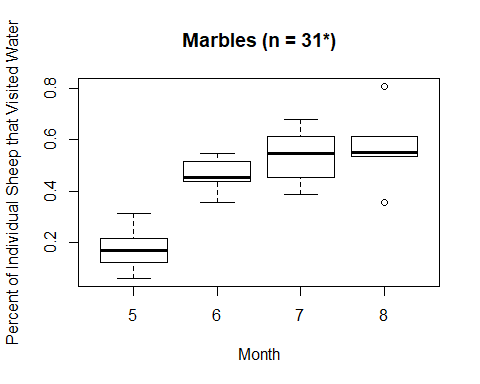 Marbles (n = 31*)
Percent of Individual Sheep that Visited Water
0.8
0.6
0.4
0.2
5 6 7 8
Month